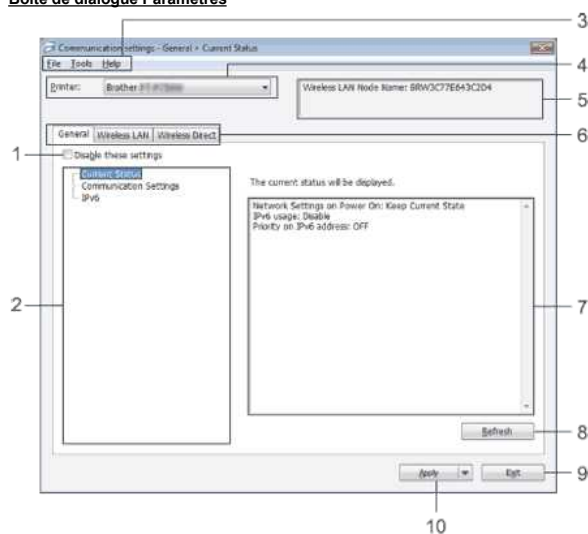 Boîte de dialogue Paramètres
3
Communication settings - General > Current Status
File Tools Help
4
Printer: Brother
Wireless LAN Node Name: BRW3C77E643C2D4
5
General Wireless LAN Wireless Direct
6
1
Disable these settings
Current Status
Communication Settings
IPv6
The current status will be displayed.
Network Settings on Power On: Keep Current State
IPv6 usage: Disable
Priority on IPv6 address: OFF
2
7
Refresh
8
Apply
Exit
9
10